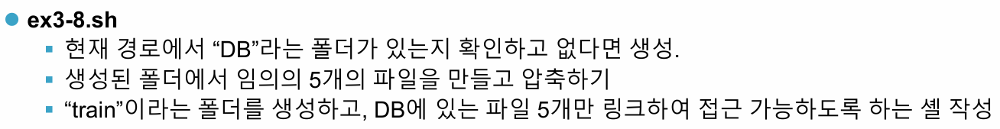 ex3-8.sh
현재 경로에서 “DB”라는 폴더가 있는지 확인하고 없다면 생성.
생성된 폴더에서 임의의 5개의 파일을 만들고 압축하기
“train”이라는 폴더를 생성하고, DB에 있는 파일 5개만 링크하여 접근 가능하도록 하는 셸 작성